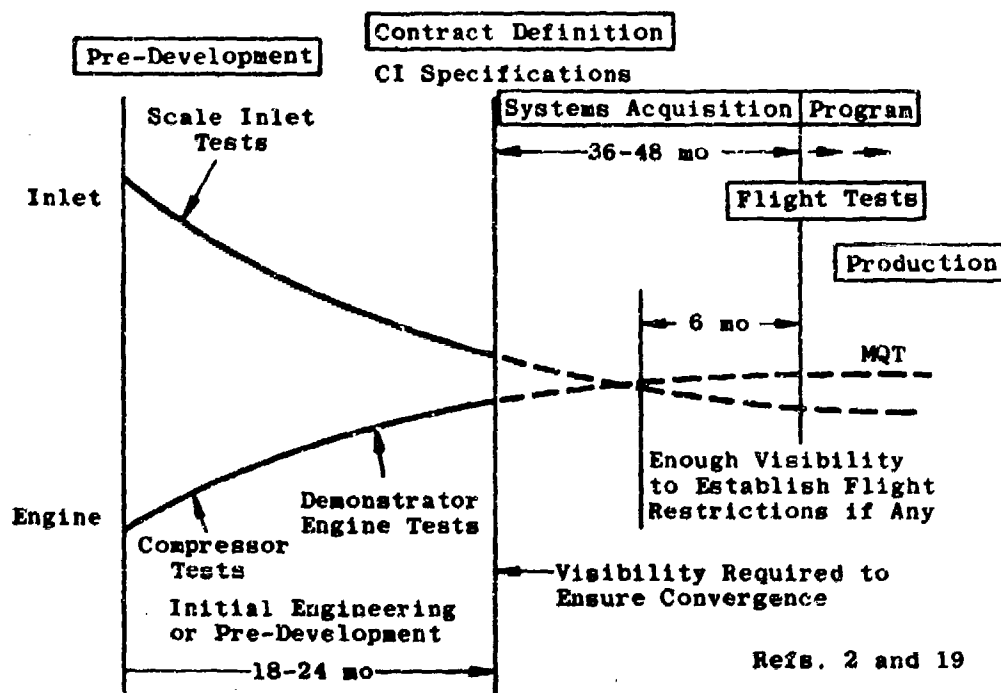 Contract Definition
Pre-Development
CI Specifications
Systems Acquisition
Program
Scale Inlet
Tests
36-48 mo
Inlet
Flight Tests
Production
6 mo
MQT
Enough Visibility
to Establish Flight
Restrictions if Any
Demonstrator
Engine Tests
Engine
Compressor
Tests
Visibility Required to
Ensure Convergence
Initial Engineering
or Pre-Development
18-24 mo
Refs. 2 and 19